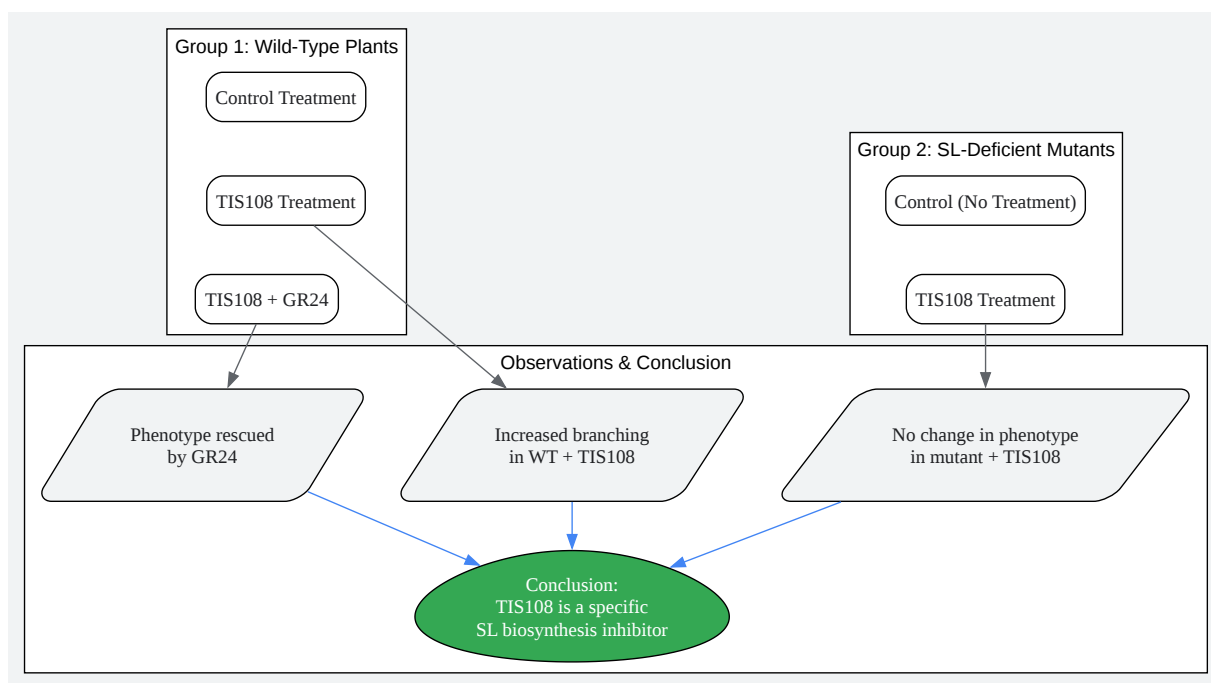 Group 1: Wild-Type Plants
Control Treatment
TIS108 Treatment
TIS108 + GR24
Group 2: SL-Deficient Mutants
Control (No Treatment)
TIS108 Treatment
Observations & Conclusion
Phenotype rescued
by GR24
Increased branching
in WT + TIS108
No change in phenotype
in mutant + TIS108
Conclusion:
TIS108 is a specific
SL biosynthesis inhibitor